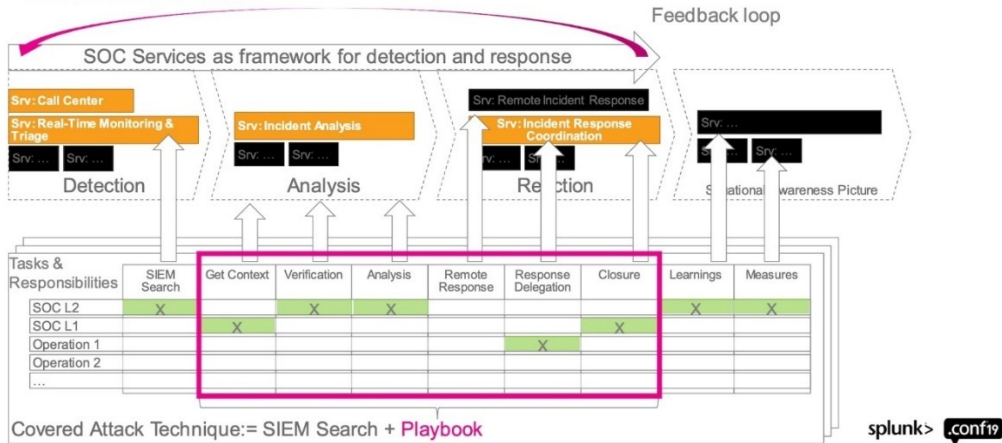 Feedback loop
SOC Services as framework for detection and response
Srv: Call Center
Srv: Real-Time Monitoring &
Triage
Srv: ...
Srv: ...
Detection
Srv: Incident Analysis
Srv: ...
Srv: ...
Analysis
Srv: Remote Incident Response
Srv: Incident Response
Coordination
Srv: ...
Reaction
Srv: ...
Srv: ...
Awareness Picture
Tasks &
Responsibilities
SIEM
Search
Get Context
Verification
Analysis
Remote
Response
Response
Delegation
Closure
Learnings
Measures
SOC L2
X
X
X
X
X
SOC L1
X
X
Operation 1
X
Operation 2
...
Covered Attack Technique:= SIEM Search + Playbook
splunk> .conf19